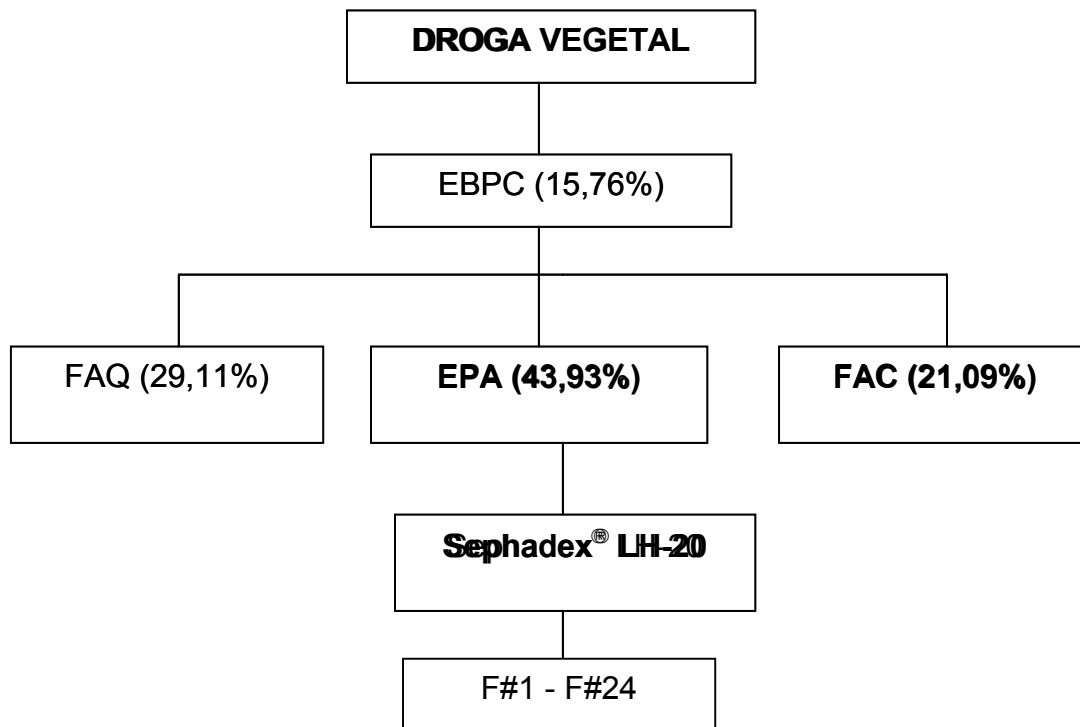 DROGA VEGETAL
EBPC (15,76%)
FAQ (29,11%)
EPA (43,93%)
FAC (21,09%)
Sephadex® LH-20
F#1 - F#24